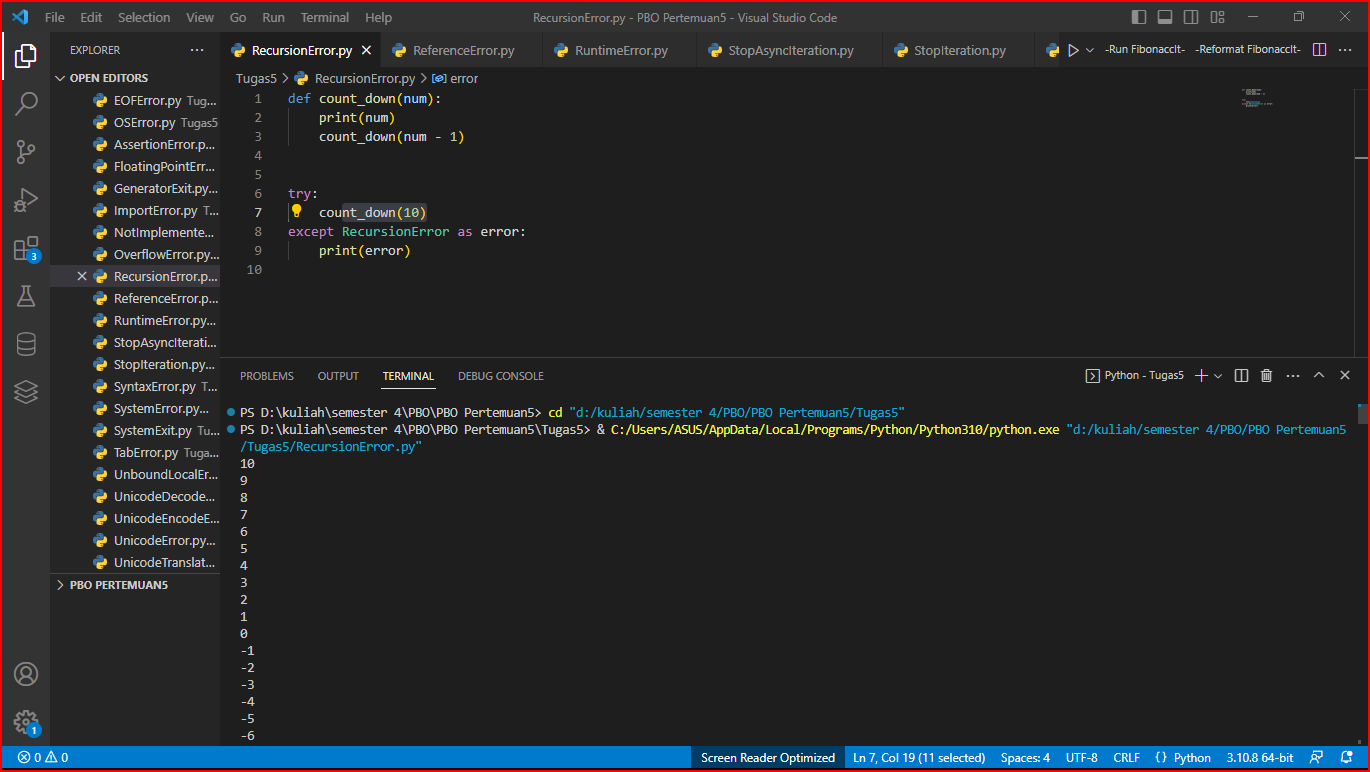 File Edit Selection View Go Run Terminal Help RecursionError.py - PBO Pertemuan5 - Visual Studio Code
EXPLORER
RecursionError.py ReferenceError.py RuntimeError.py StopAsyncIteration.py StopIteration.py -Run FibonaccIt- -Reformat FibonaccIt-
OPEN EDITORS
EOFError.py Tug...
OSError.py Tugas5
AssertionError.p...
FloatingPointErr...
GeneratorExit.py...
ImportError.py T...
NotImplemente...
OverflowError.py...
RecursionError.p...
ReferenceError.p...
RuntimeError.py...
StopAsyncIterati...
StopIteration.py...
SyntaxError.py T...
SystemError.py...
SystemExit.py Tu...
TabError.py Tuga...
UnboundLocalEr...
UnicodeDecode...
UnicodeEncodeE...
UnicodeError.py...
UnicodeTranslat...
PBO PERTEMUAN5
3
1
Tugas5 > RecursionError.py > error
1 def count_down(num):
2 print(num)
3 count_down(num - 1)
4
5
6 try:
7 count_down(10)
8 except RecursionError as error:
9 print(error)
10
PROBLEMS OUTPUT TERMINAL DEBUG CONSOLE Python - Tugas5
PS D:\kuliah\semester 4\PBO\PBO Pertemuan5> cd "d:/kuliah/semester 4/PBO/PBO Pertemuan5/Tugas5"
PS D:\kuliah\semester 4\PBO\PBO Pertemuan5\Tugas5> & C:/Users/ASUS/AppData/Local/Programs/Python/Python310/python.exe "d:/kuliah/semester 4/PBO/PBO Pertemuan5
/Tugas5/RecursionError.py"
10
9
8
7
6
5
4
3
2
1
0
-1
-2
-3
-4
-5
-6
0 0 Screen Reader Optimized Ln 7, Col 19 (11 selected) Spaces: 4 UTF-8 CRLF {} Python 3.10.8 64-bit